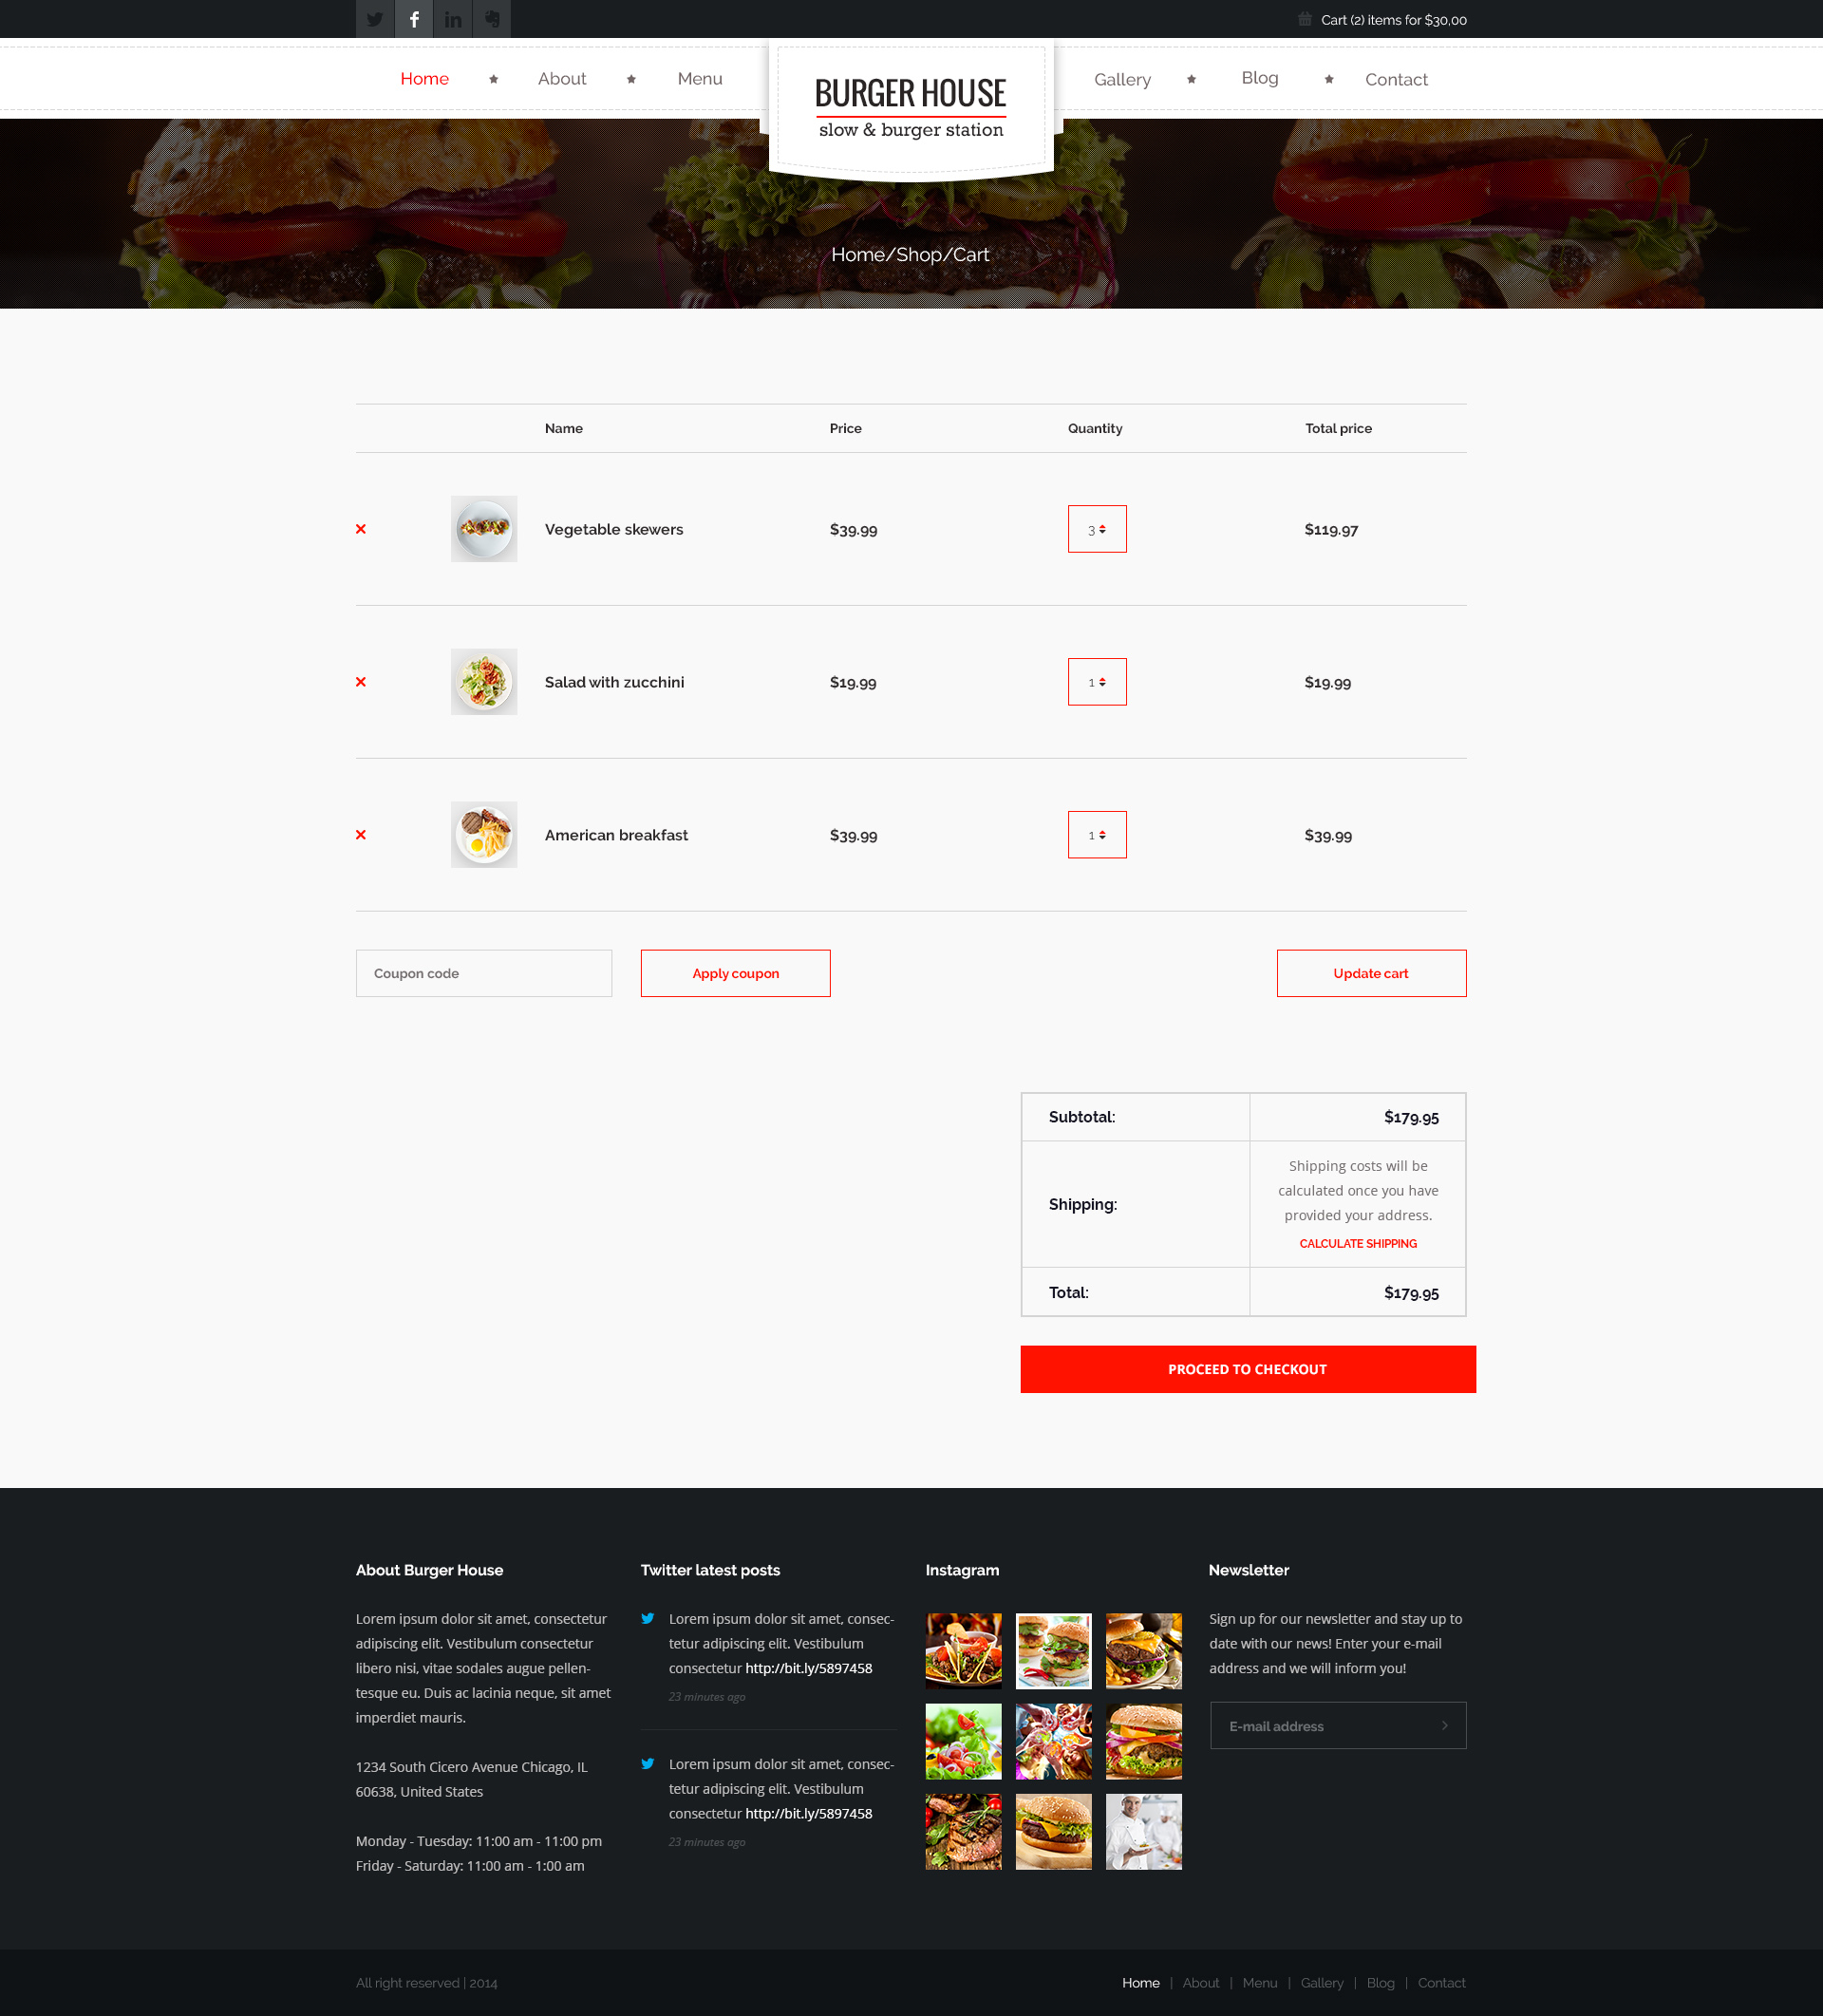 Cart (2) items for $30,00
Home
About
Menu
BURGER HOUSE
slow & burger station
Gallery
Blog
Contact
Home/Shop/Cart
Name Price Quantity Total price
Vegetable skewers $39.99 3 $119.97
Salad with zucchini $19.99 1 $19.99
American breakfast $39.99 1 $39.99
Coupon code
Apply coupon
Update cart
Subtotal: $179.95
Shipping:
Shipping costs will be
calculated once you have
provided your address.
CALCULATE SHIPPING
Total: $179.95
PROCEED TO CHECKOUT
About Burger House
Lorem ipsum dolor sit amet, consectetur
adipiscing elit. Vestibulum consectetur
libero nisi, vitae sodales augue pellen-
tesque eu. Duis ac lacinia neque, sit amet
imperdiet mauris.
1234 South Cicero Avenue Chicago, IL
60638, United States
Monday - Tuesday: 11:00 am - 11:00 pm
Friday - Saturday: 11:00 am - 1:00 am
Twitter latest posts
Lorem ipsum dolor sit amet, consec-
tetur adipiscing elit. Vestibulum
consectetur http://bit.ly/5897458
23 minutes ago
Lorem ipsum dolor sit amet, consec-
tetur adipiscing elit. Vestibulum
consectetur http://bit.ly/5897458
23 minutes ago
Instagram
Newsletter
Sign up for our newsletter and stay up to
date with our news! Enter your e-mail
address and we will inform you!
E-mail address
All right reserved | 2014
Home | About | Menu | Gallery | Blog | Contact